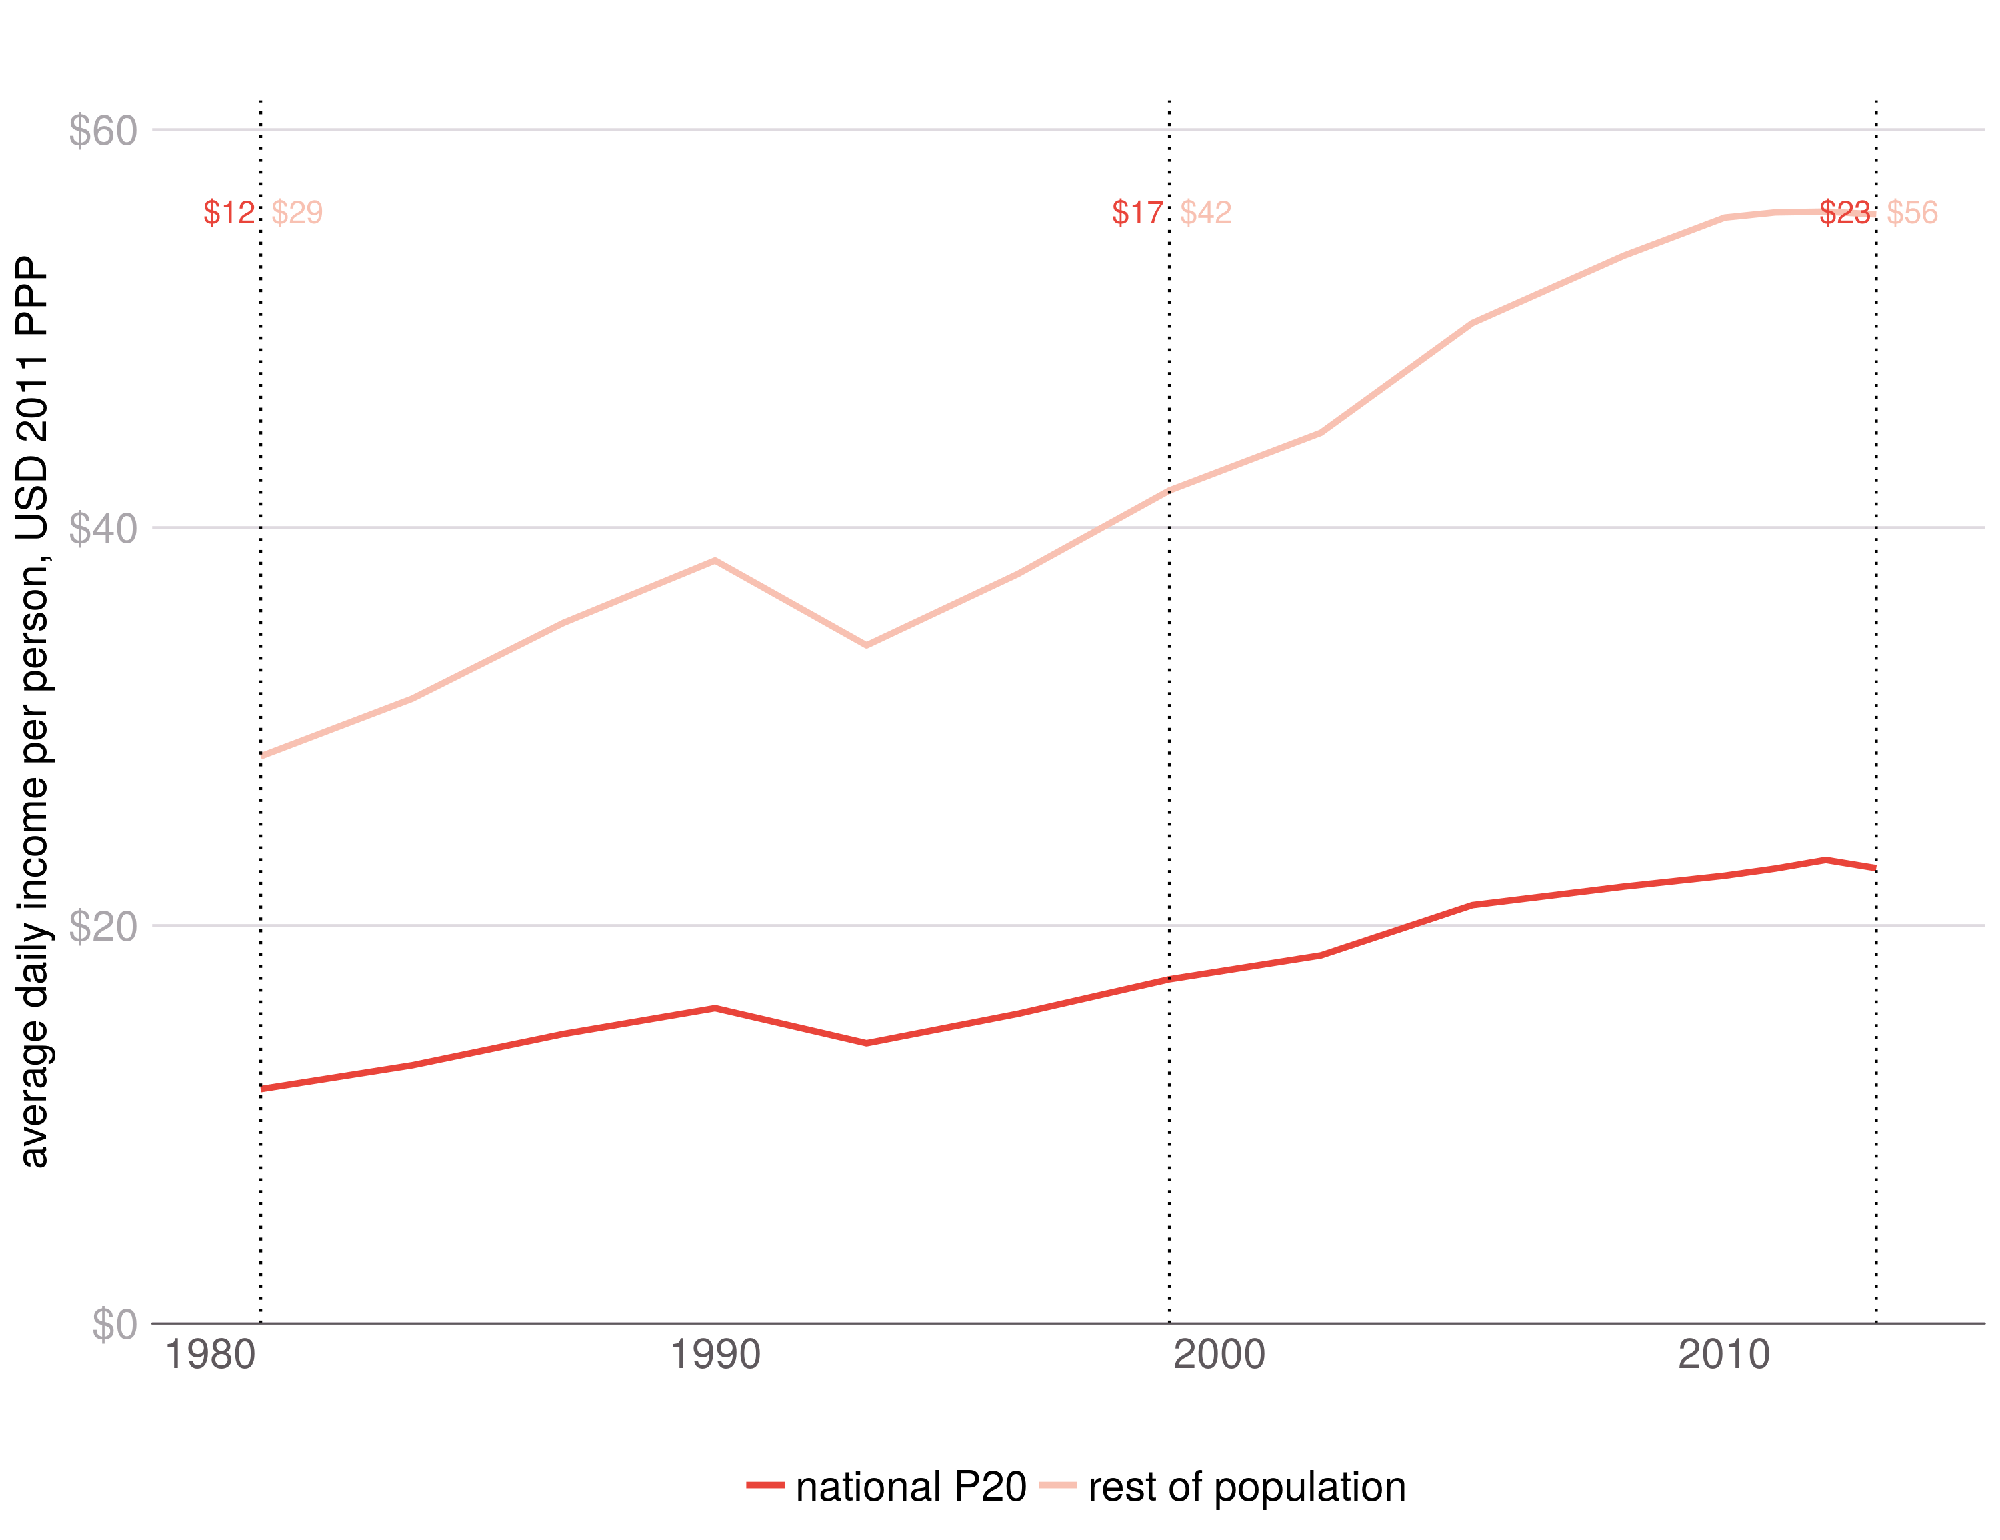 $60
$12 $29 $17 $42 $23 $56
average daily income per person, USD 2011 PPP
$40
$20
$0
1980 1990 2000 2010
national P20 rest of population